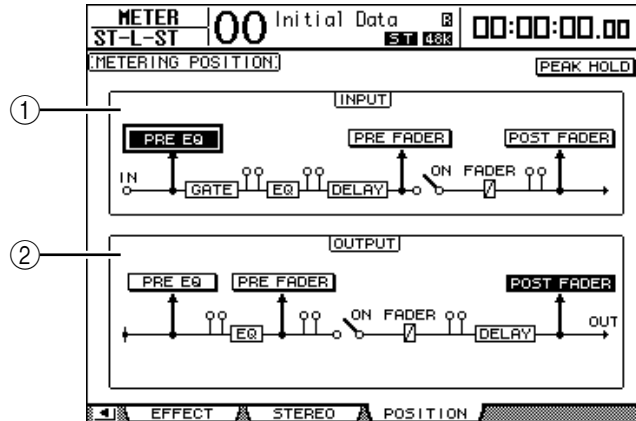 METER
ST-L-ST
00
Initial Data
R
ST 48K
00:00:00.00
METERING POSITION
PEAK HOLD
1
INPUT
PRE EQ
PRE FADER
POST FADER
IN
GATE
EQ
DELAY
ON
FADER
2
OUTPUT
PRE EQ
PRE FADER
POST FADER
EQ
ON
FADER
DELAY
OUT
EFFECT
STEREO
POSITION